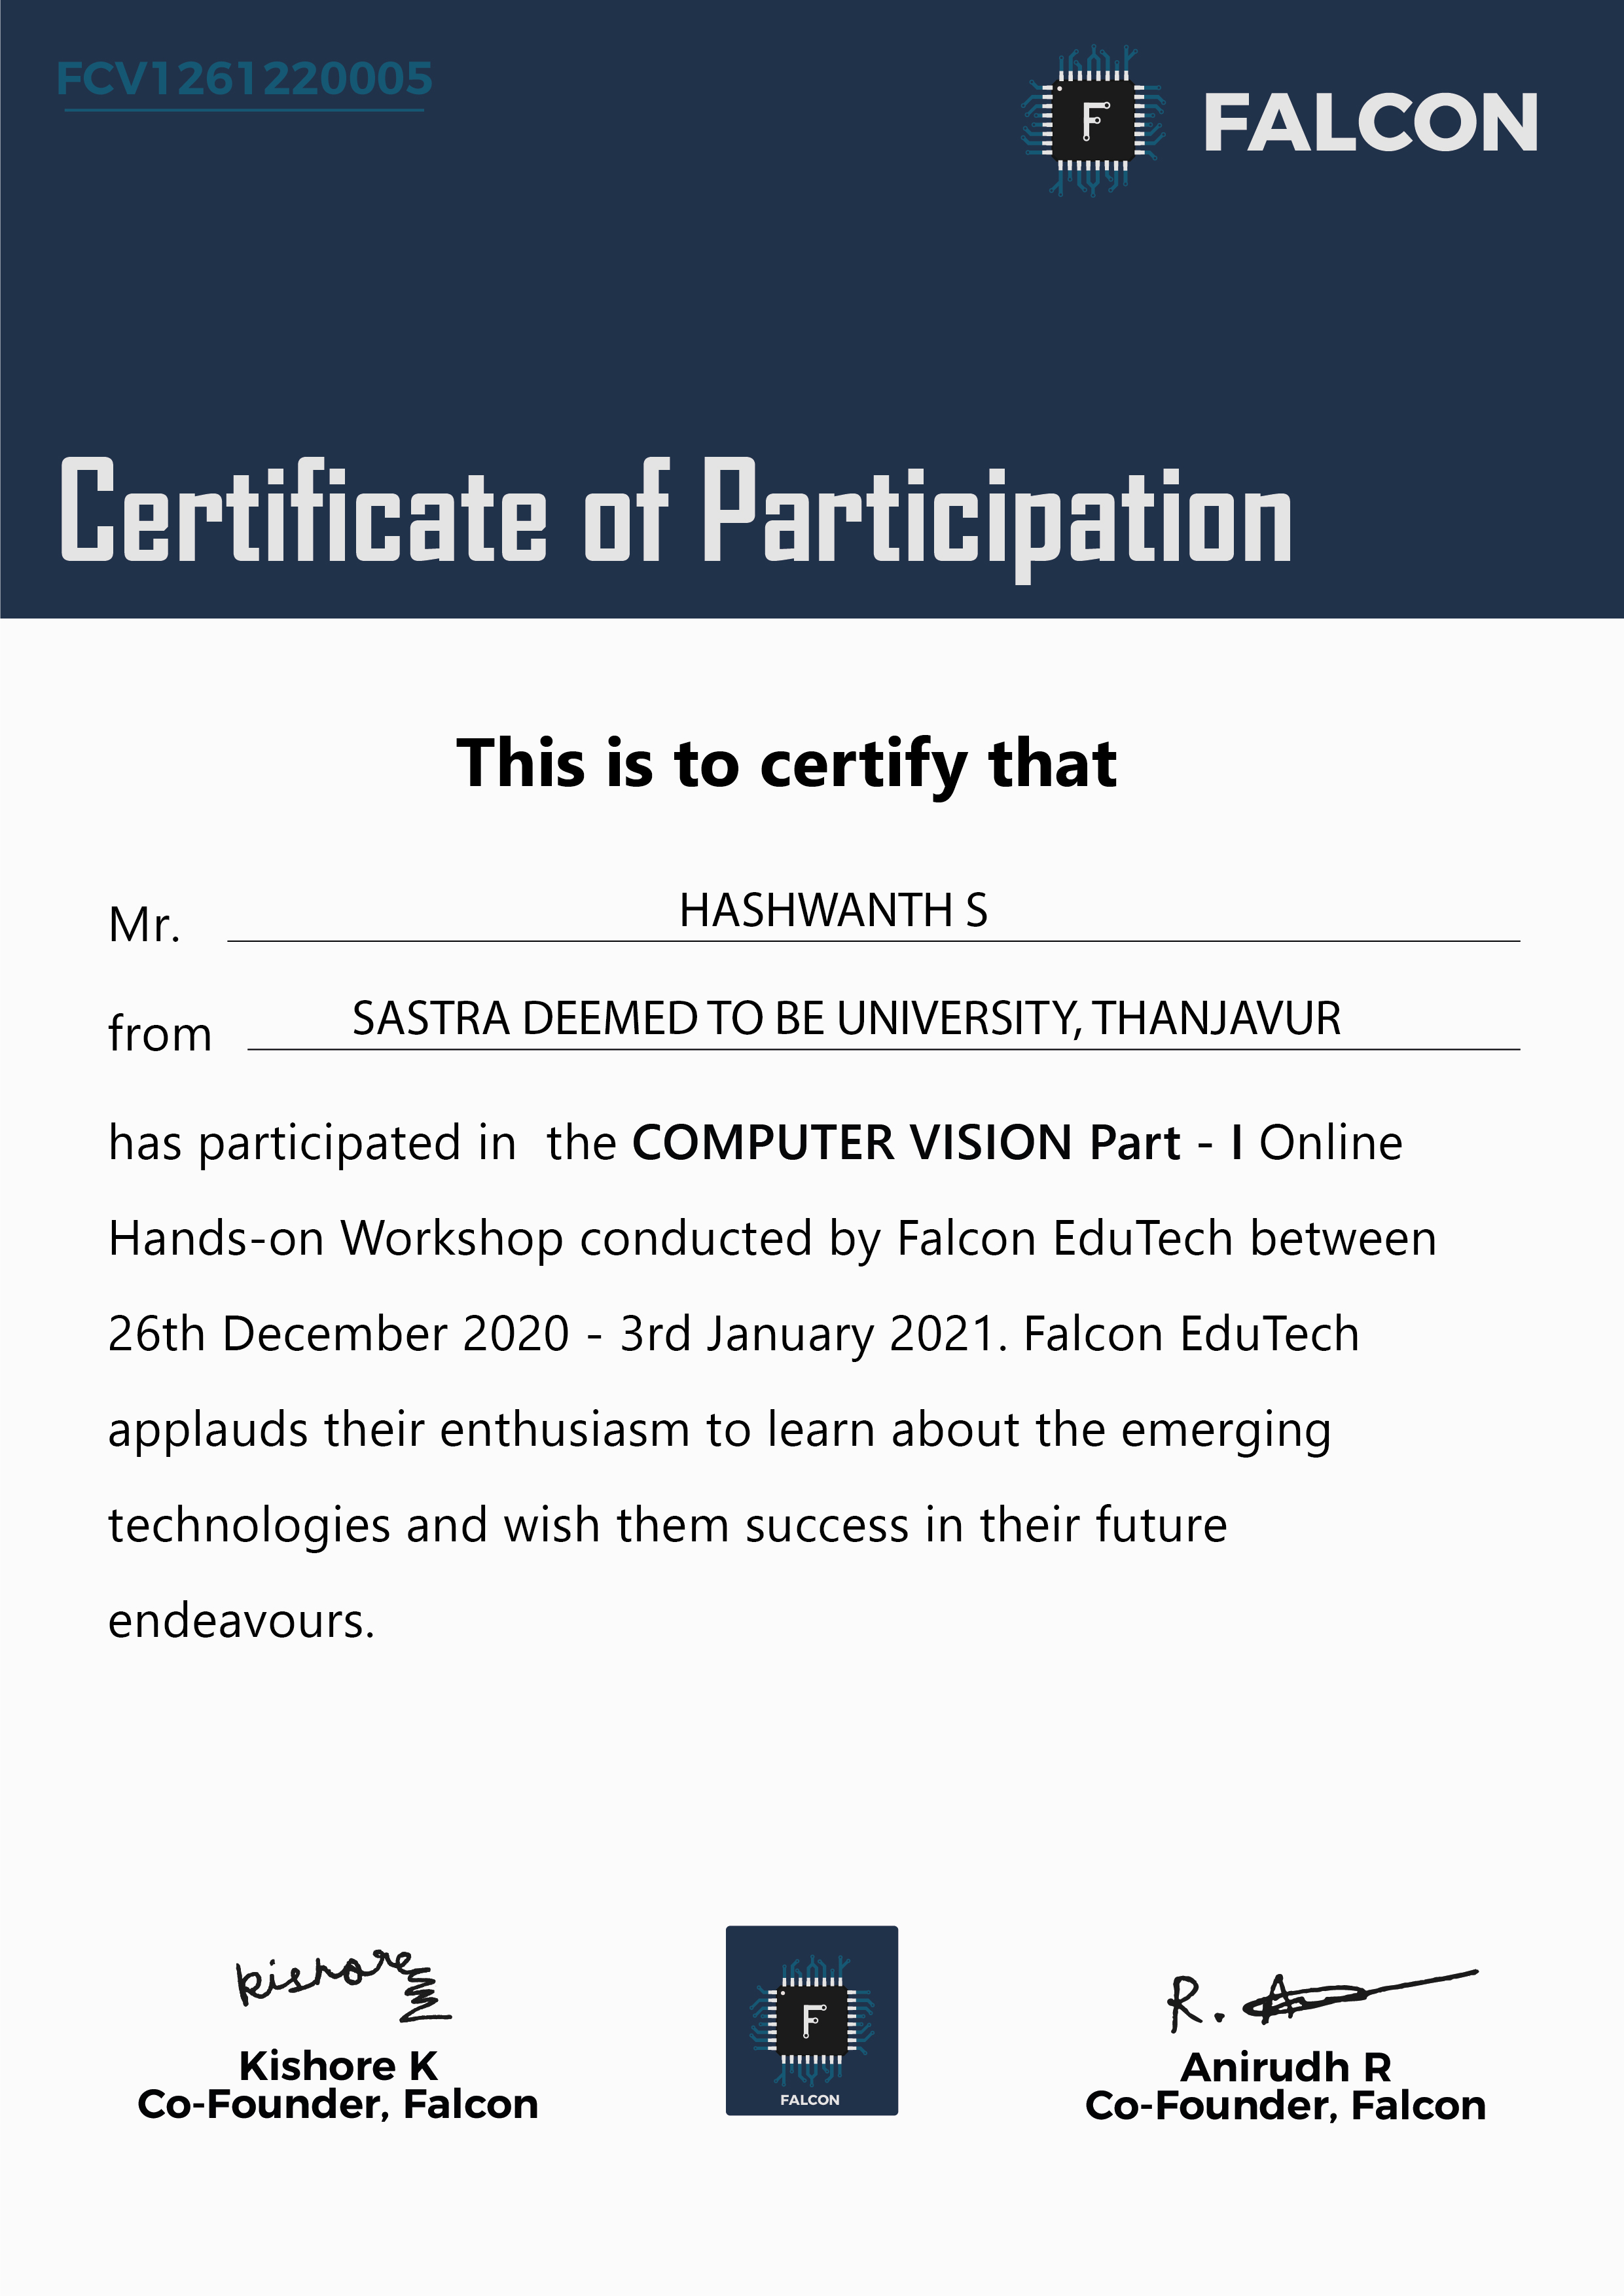 FCV1261220005
F
FALCON
Certificate of Participation
This is to certify that
Mr. HASHWANTH S
from SASTRA DEEMED TO BE UNIVERSITY, THANJAVUR
has participated in the COMPUTER VISION Part - I Online
Hands-on Workshop conducted by Falcon EduTech between
26th December 2020 - 3rd January 2021. Falcon EduTech
applauds their enthusiasm to learn about the emerging
technologies and wish them success in their future
endeavours.
kishore
Kishore K
Co-Founder, Falcon
F
FALCON
R. A
Anirudh R
Co-Founder, Falcon